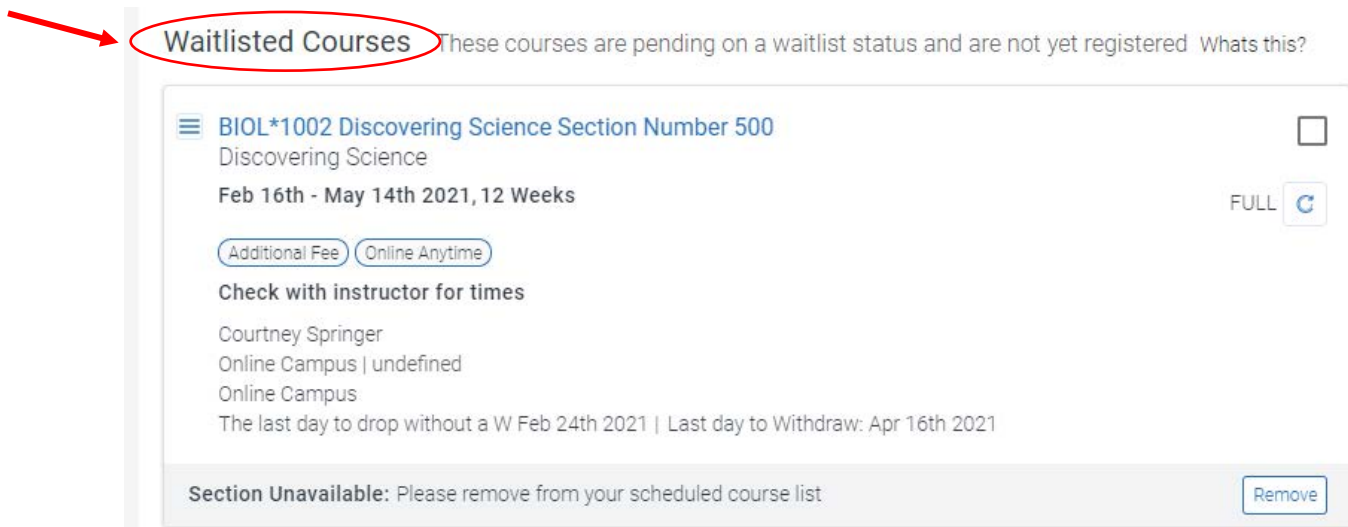 Waitlisted Courses These courses are pending on a waitlist status and are not yet registered Whats this?
BIOL*1002 Discovering Science Section Number 500
Discovering Science
Feb 16th - May 14th 2021, 12 Weeks
FULL
Additional Fee Online Anytime
Check with instructor for times
Courtney Springer
Online Campus | undefined
Online Campus
The last day to drop without a W Feb 24th 2021 | Last day to Withdraw: Apr 16th 2021
Section Unavailable: Please remove from your scheduled course list Remove